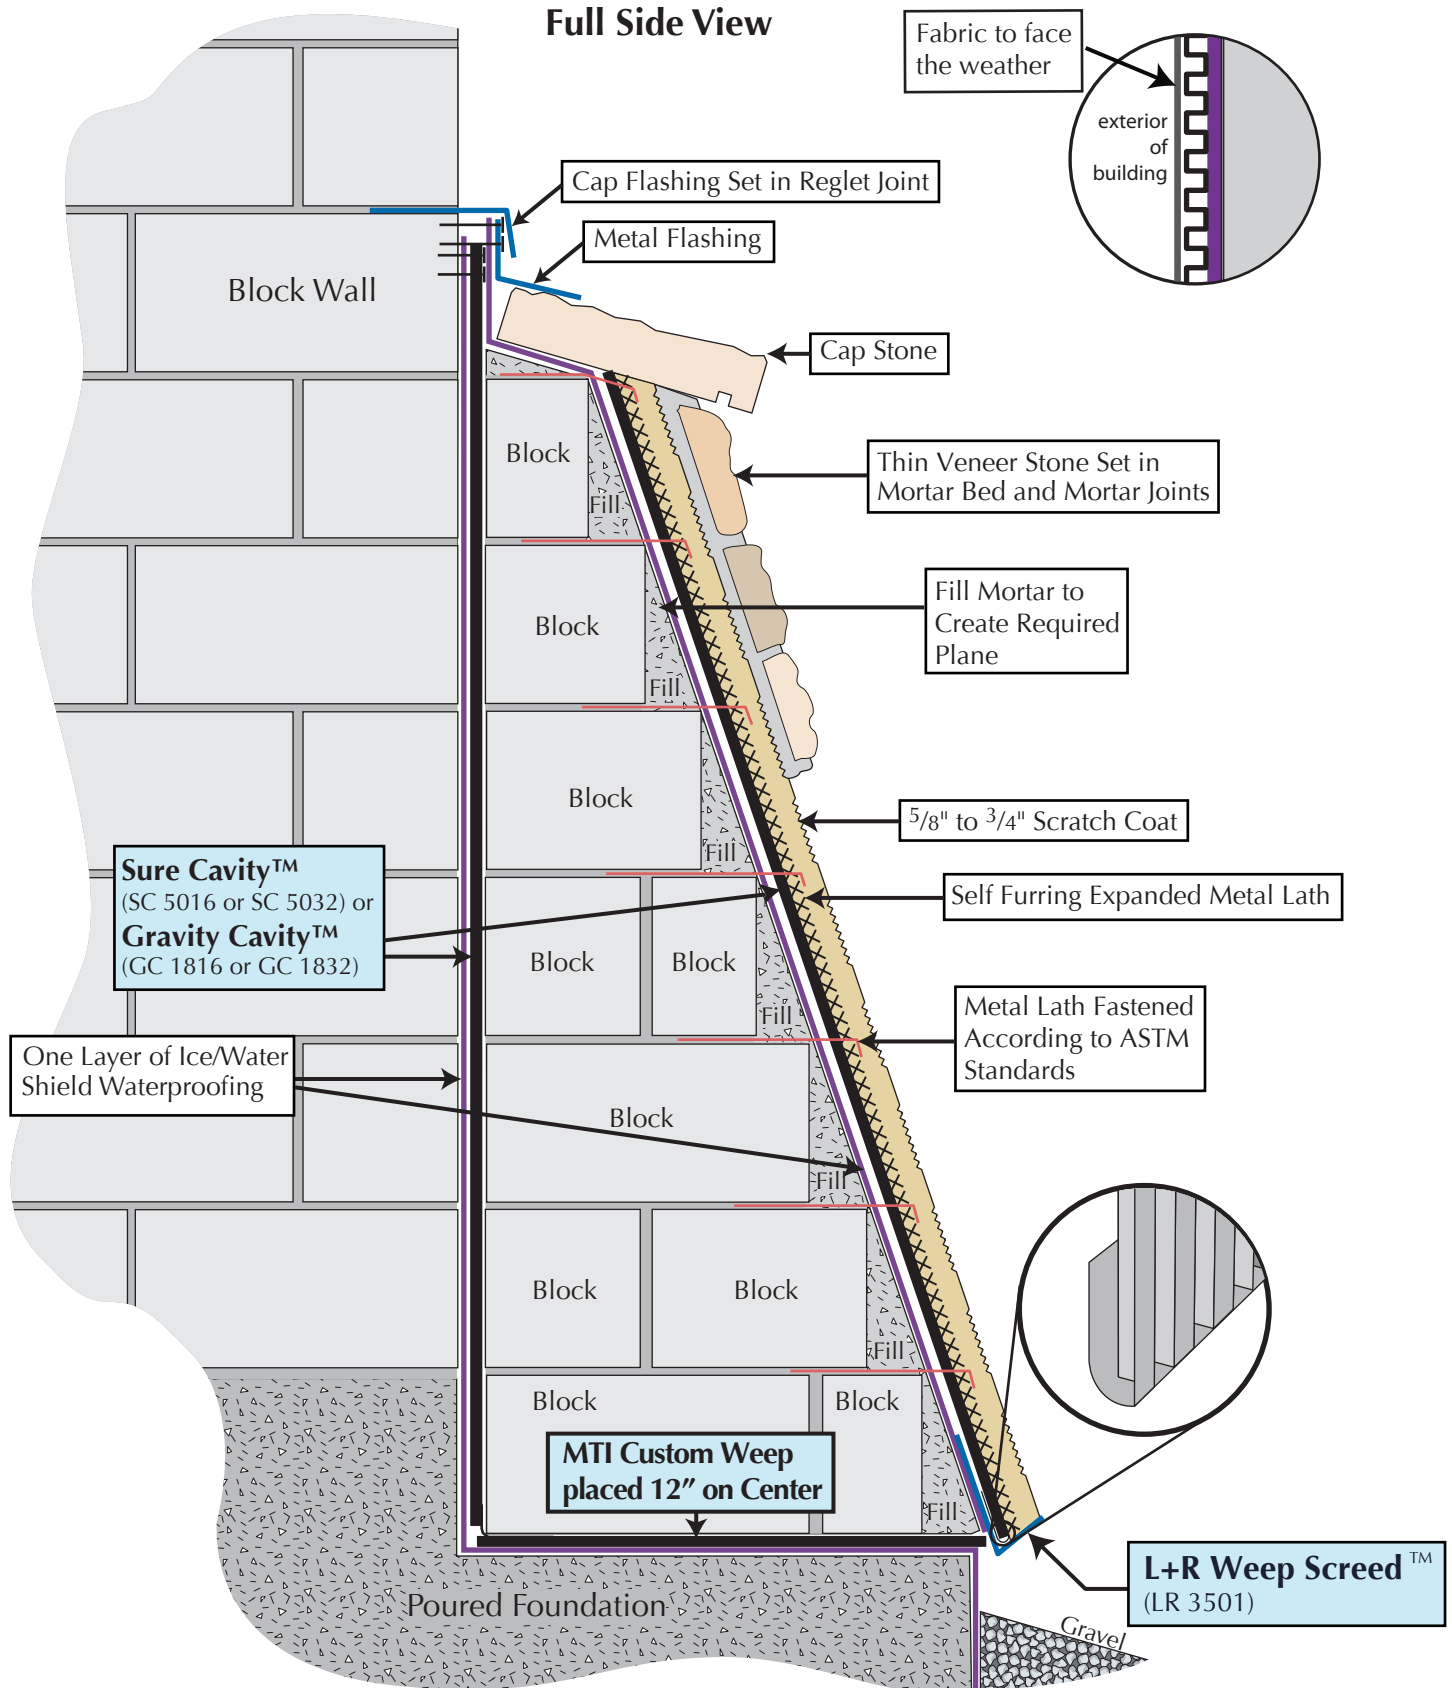 Full Side View
Fabric to face
the weather
exterior
of
building
Cap Flashing Set in Reglet Joint
Metal Flashing
Block Wall
Cap Stone
Block
Thin Veneer Stone Set in
Mortar Bed and Mortar Joints
Fill
Fill Mortar to
Create Required
Plane
Block
Fill
Block
5/8" to 3/4" Scratch Coat
Fill
Sure Cavity™
(SC 5016 or SC 5032) or
Gravity Cavity™
(GC 1816 or GC 1832)
Self Furring Expanded Metal Lath
Block
Block
Fill
Metal Lath Fastened
According to ASTM
Standards
One Layer of Ice/Water
Shield Waterproofing
Block
Fill
Block
Block
Fill
Block
Block
MTI Custom Weep
placed 12" on Center
Fill
L+R Weep Screed™
(LR 3501)
Poured Foundation
Gravel